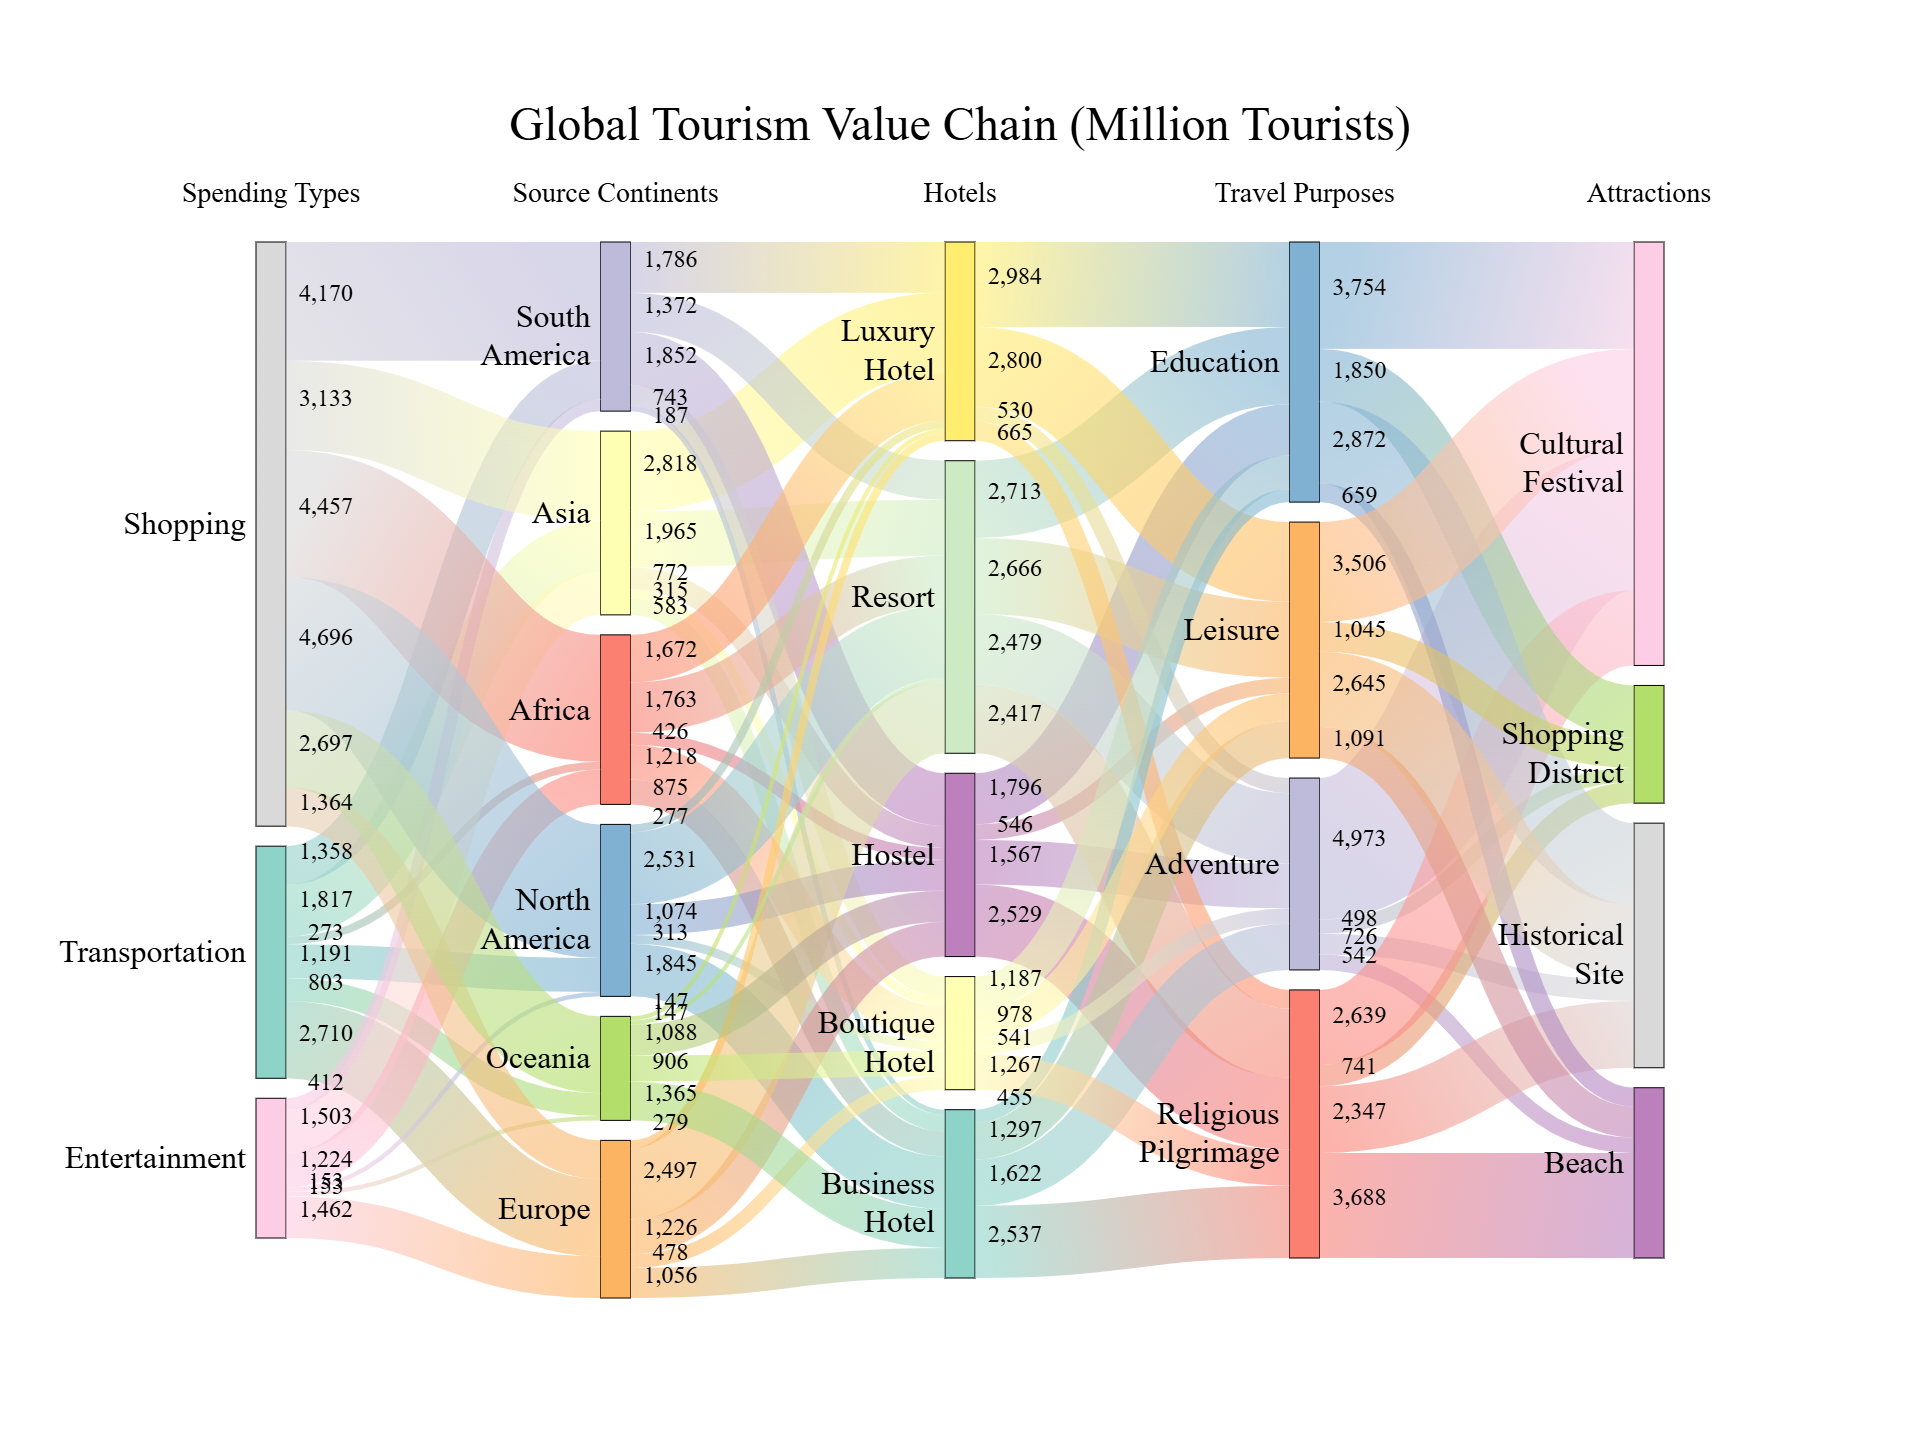 Global Tourism Value Chain (Million Tourists)
Spending Types
Source Continents
Hotels
Travel Purposes
Attractions
Shopping
4,170
3,133
4,457
4,696
2,697
1,364
Transportation
1,358
1,817
273
1,191
803
2,710
Entertainment
412
1,503
1,224
153
153
1,462
South
America
1,786
1,372
1,852
743
187
Asia
2,818
1,965
772
315
583
Africa
1,672
1,763
426
1,218
875
North
America
277
2,531
1,074
313
1,845
Oceania
147
147
1,088
906
1,365
Europe
279
2,497
1,226
478
1,056
Luxury
Hotel
2,984
2,800
530
665
Resort
2,713
2,666
2,479
2,417
Hostel
1,796
546
1,567
2,529
Boutique
Hotel
1,187
978
541
1,267
Business
Hotel
455
1,297
1,622
2,537
Education
3,754
1,850
2,872
659
Leisure
3,506
1,045
2,645
1,091
Adventure
4,973
498
726
542
Religious
Pilgrimage
2,639
741
2,347
3,688
Cultural
Festival
Shopping
District
Historical
Site
Beach